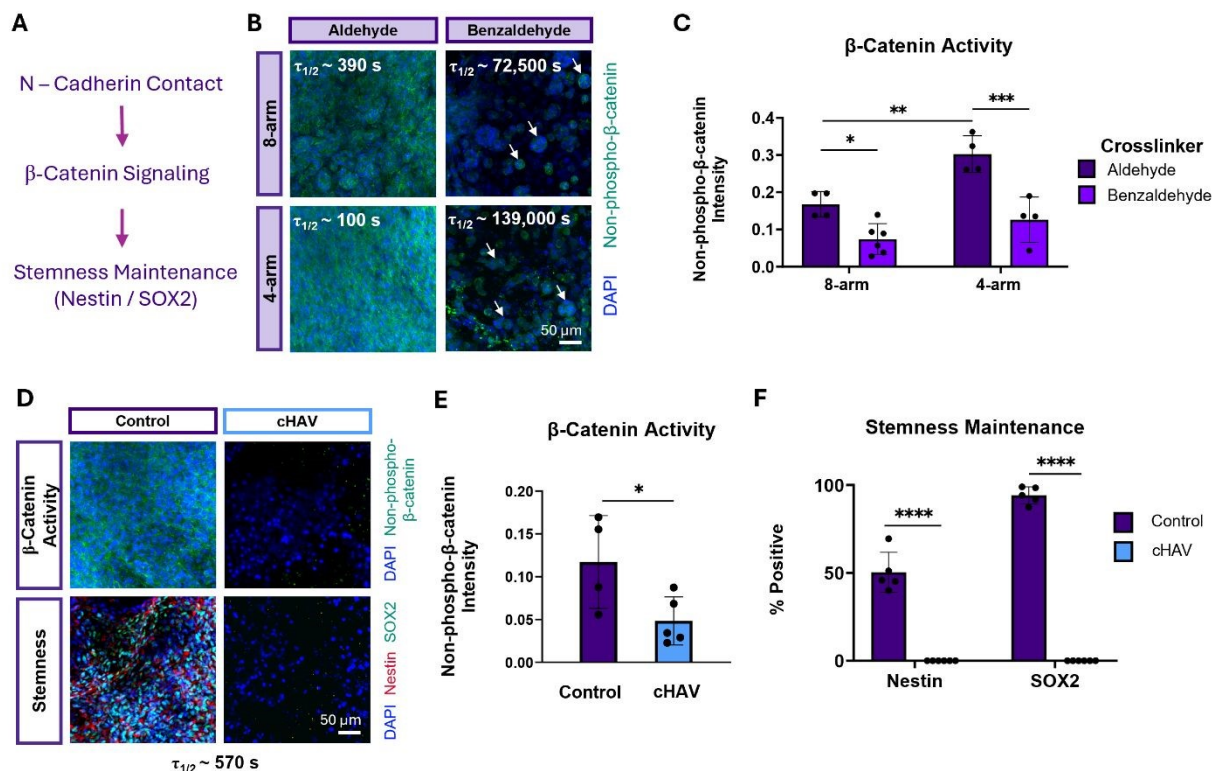 A
N – Cadherin Contact
β-Catenin Signaling
Stemness Maintenance
(Nestin / SOX2)
B
Aldehyde
Benzaldehyde
8-arm
τ1/2 ~ 390 s
τ1/2 ~ 72,500 s
4-arm
τ1/2 ~ 100 s
τ1/2 ~ 139,000 s
50 µm
DAPI
Non-phospho-β-catenin
C
β-Catenin Activity
Non-phospho-β-catenin
Intensity
0.4
0.3
0.2
0.1
0.0
*
**
***
8-arm
4-arm
Crosslinker
Aldehyde
Benzaldehyde
D
Control
cHAV
β-Catenin
Activity
DAPI
Non-phospho-
β-catenin
Stemness
DAPI Nestin SOX2
50 µm
τ1/2 ~ 570 s
E
β-Catenin Activity
Non-phospho-β-catenin
Intensity
0.20
0.15
0.10
0.05
0.00
*
Control
cHAV
F
Stemness Maintenance
% Positive
100
50
0
****
****
Nestin
SOX2
Control
cHAV